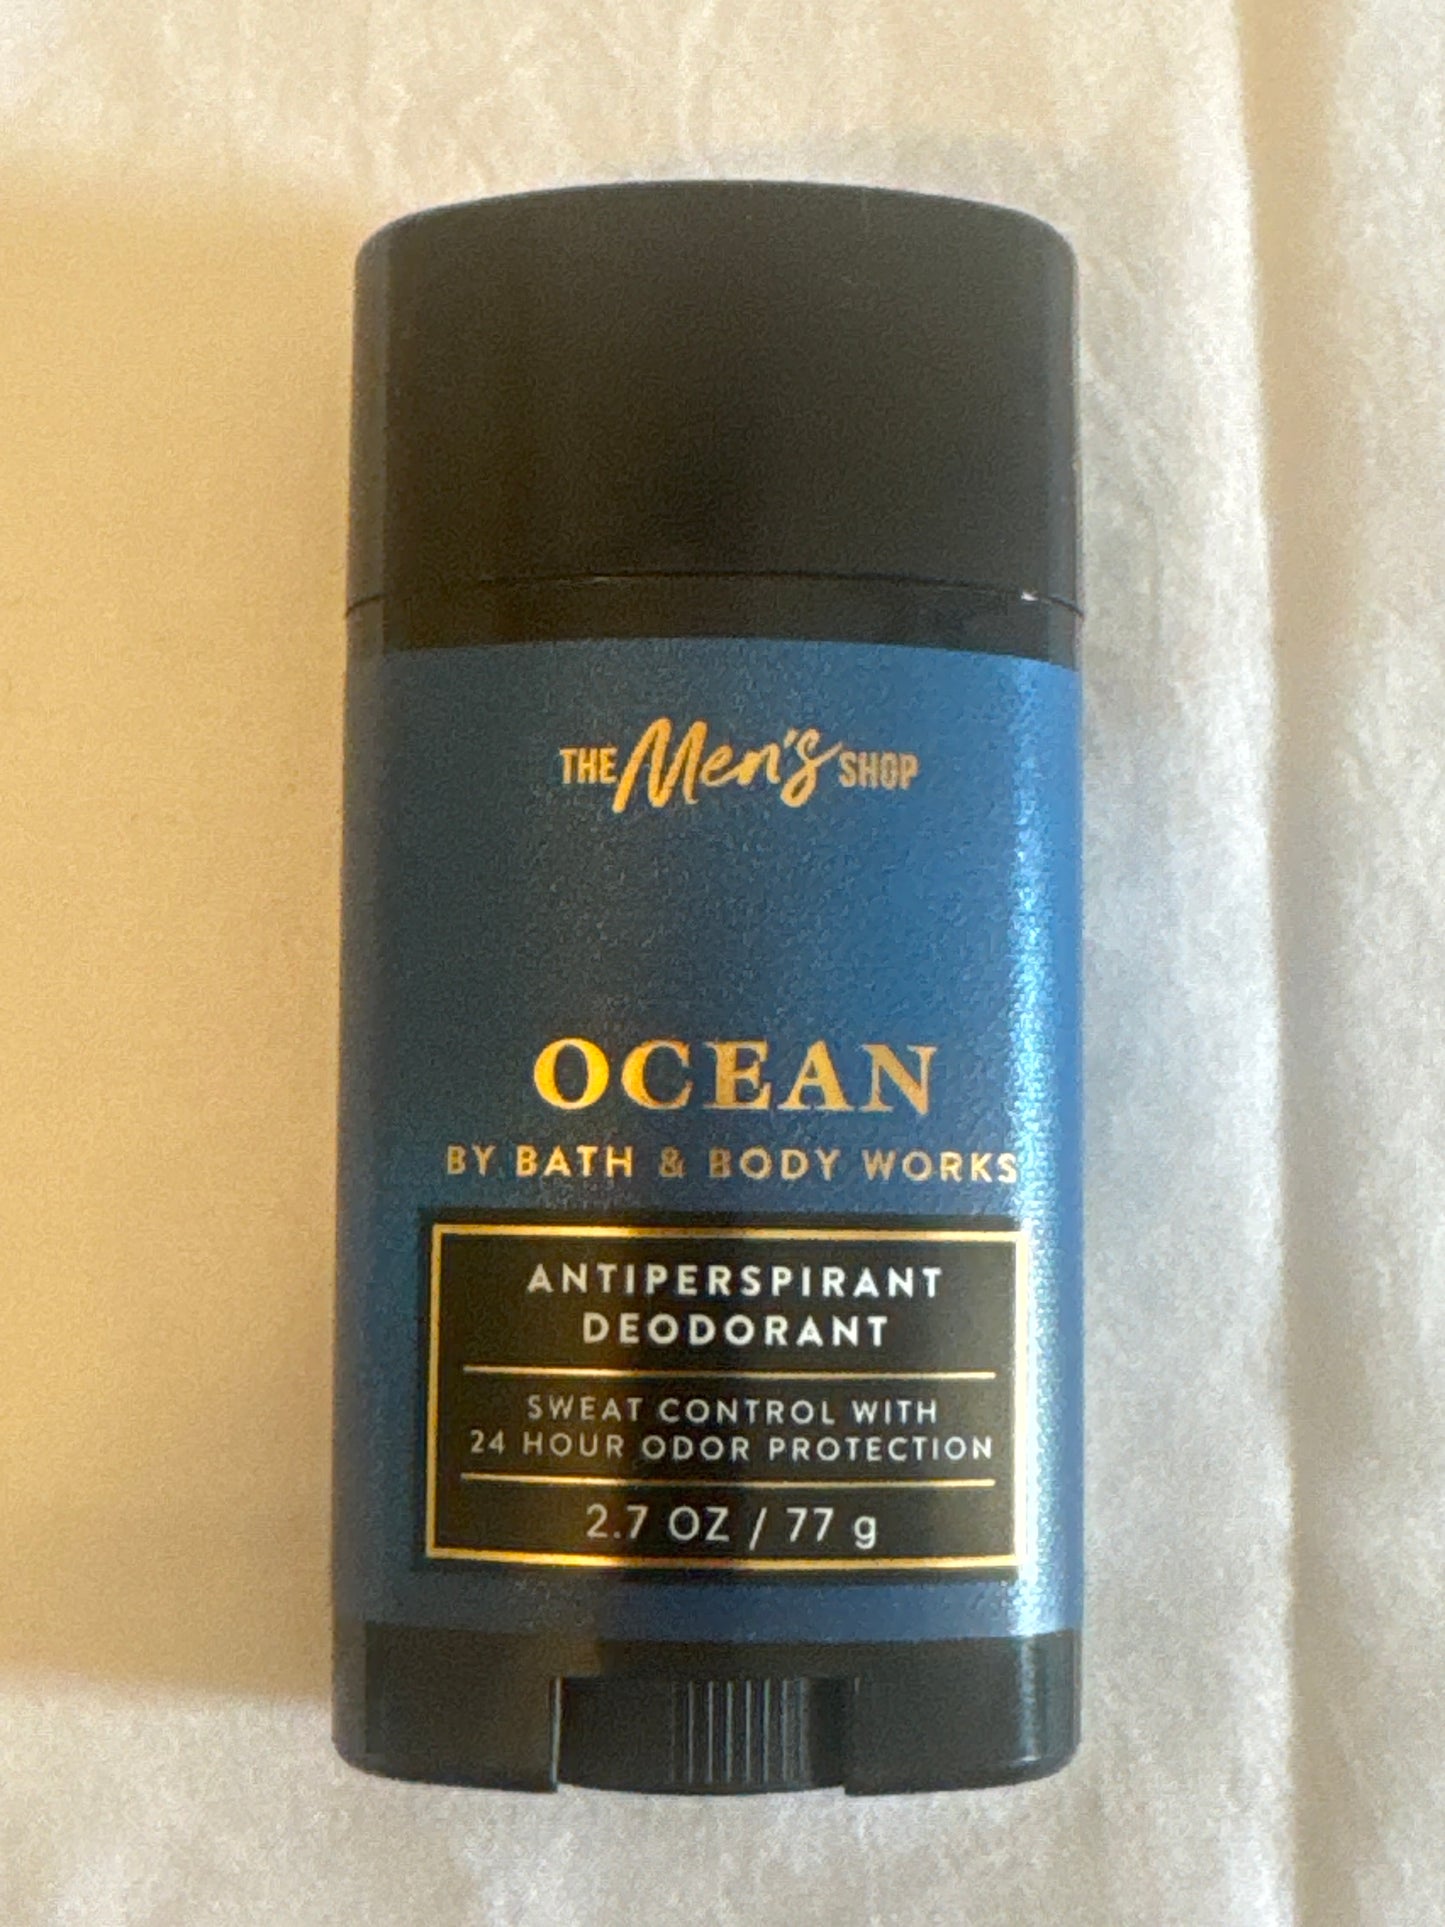 THE Men's SHOP
OCEAN
BY BATH & BODY WORKS
ANTIPERSPIRANT
DEODORANT
SWEAT CONTROL WITH
24 HOUR ODOR PROTECTION
2.7 OZ / 77 g